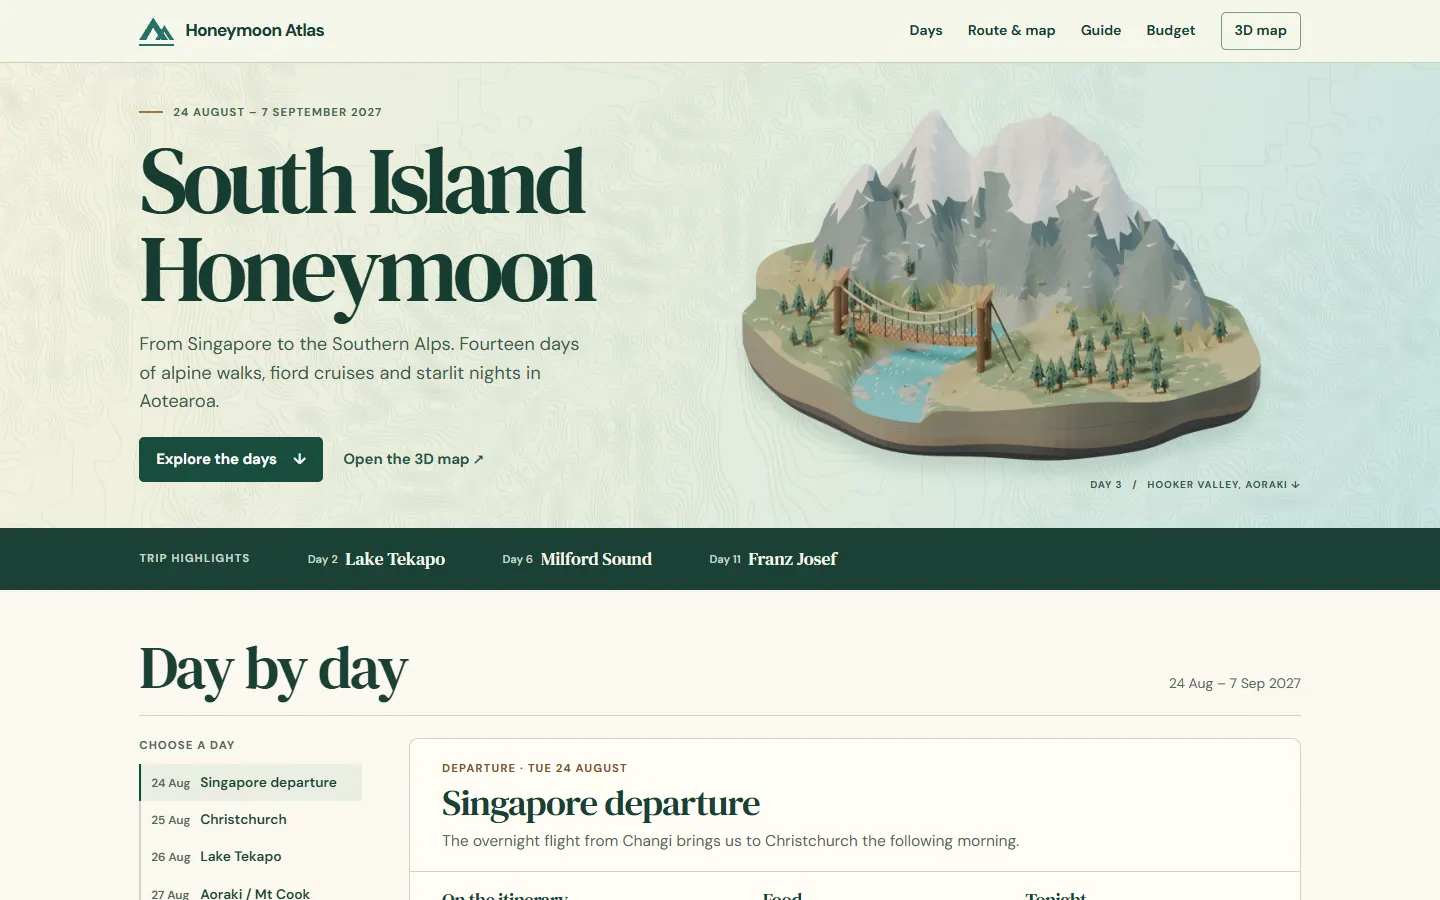 Honeymoon Atlas
Days
Route & map
Guide
Budget
3D map
24 AUGUST – 7 SEPTEMBER 2027
South Island
Honeymoon
From Singapore to the Southern Alps. Fourteen days
of alpine walks, fiord cruises and starlit nights in
Aotearoa.
Explore the days ↓
Open the 3D map ↗
DAY 3 / HOOKER VALLEY, AORAKI ↓
TRIP HIGHLIGHTS
Day 2 Lake Tekapo
Day 6 Milford Sound
Day 11 Franz Josef
Day by day
24 Aug – 7 Sep 2027
CHOOSE A DAY
24 Aug Singapore departure
25 Aug Christchurch
26 Aug Lake Tekapo
27 Aug Aoraki / Mt Cook
DEPARTURE · TUE 24 AUGUST
Singapore departure
The overnight flight from Changi brings us to Christchurch the following morning.
On the itinerary
Food
Tonight